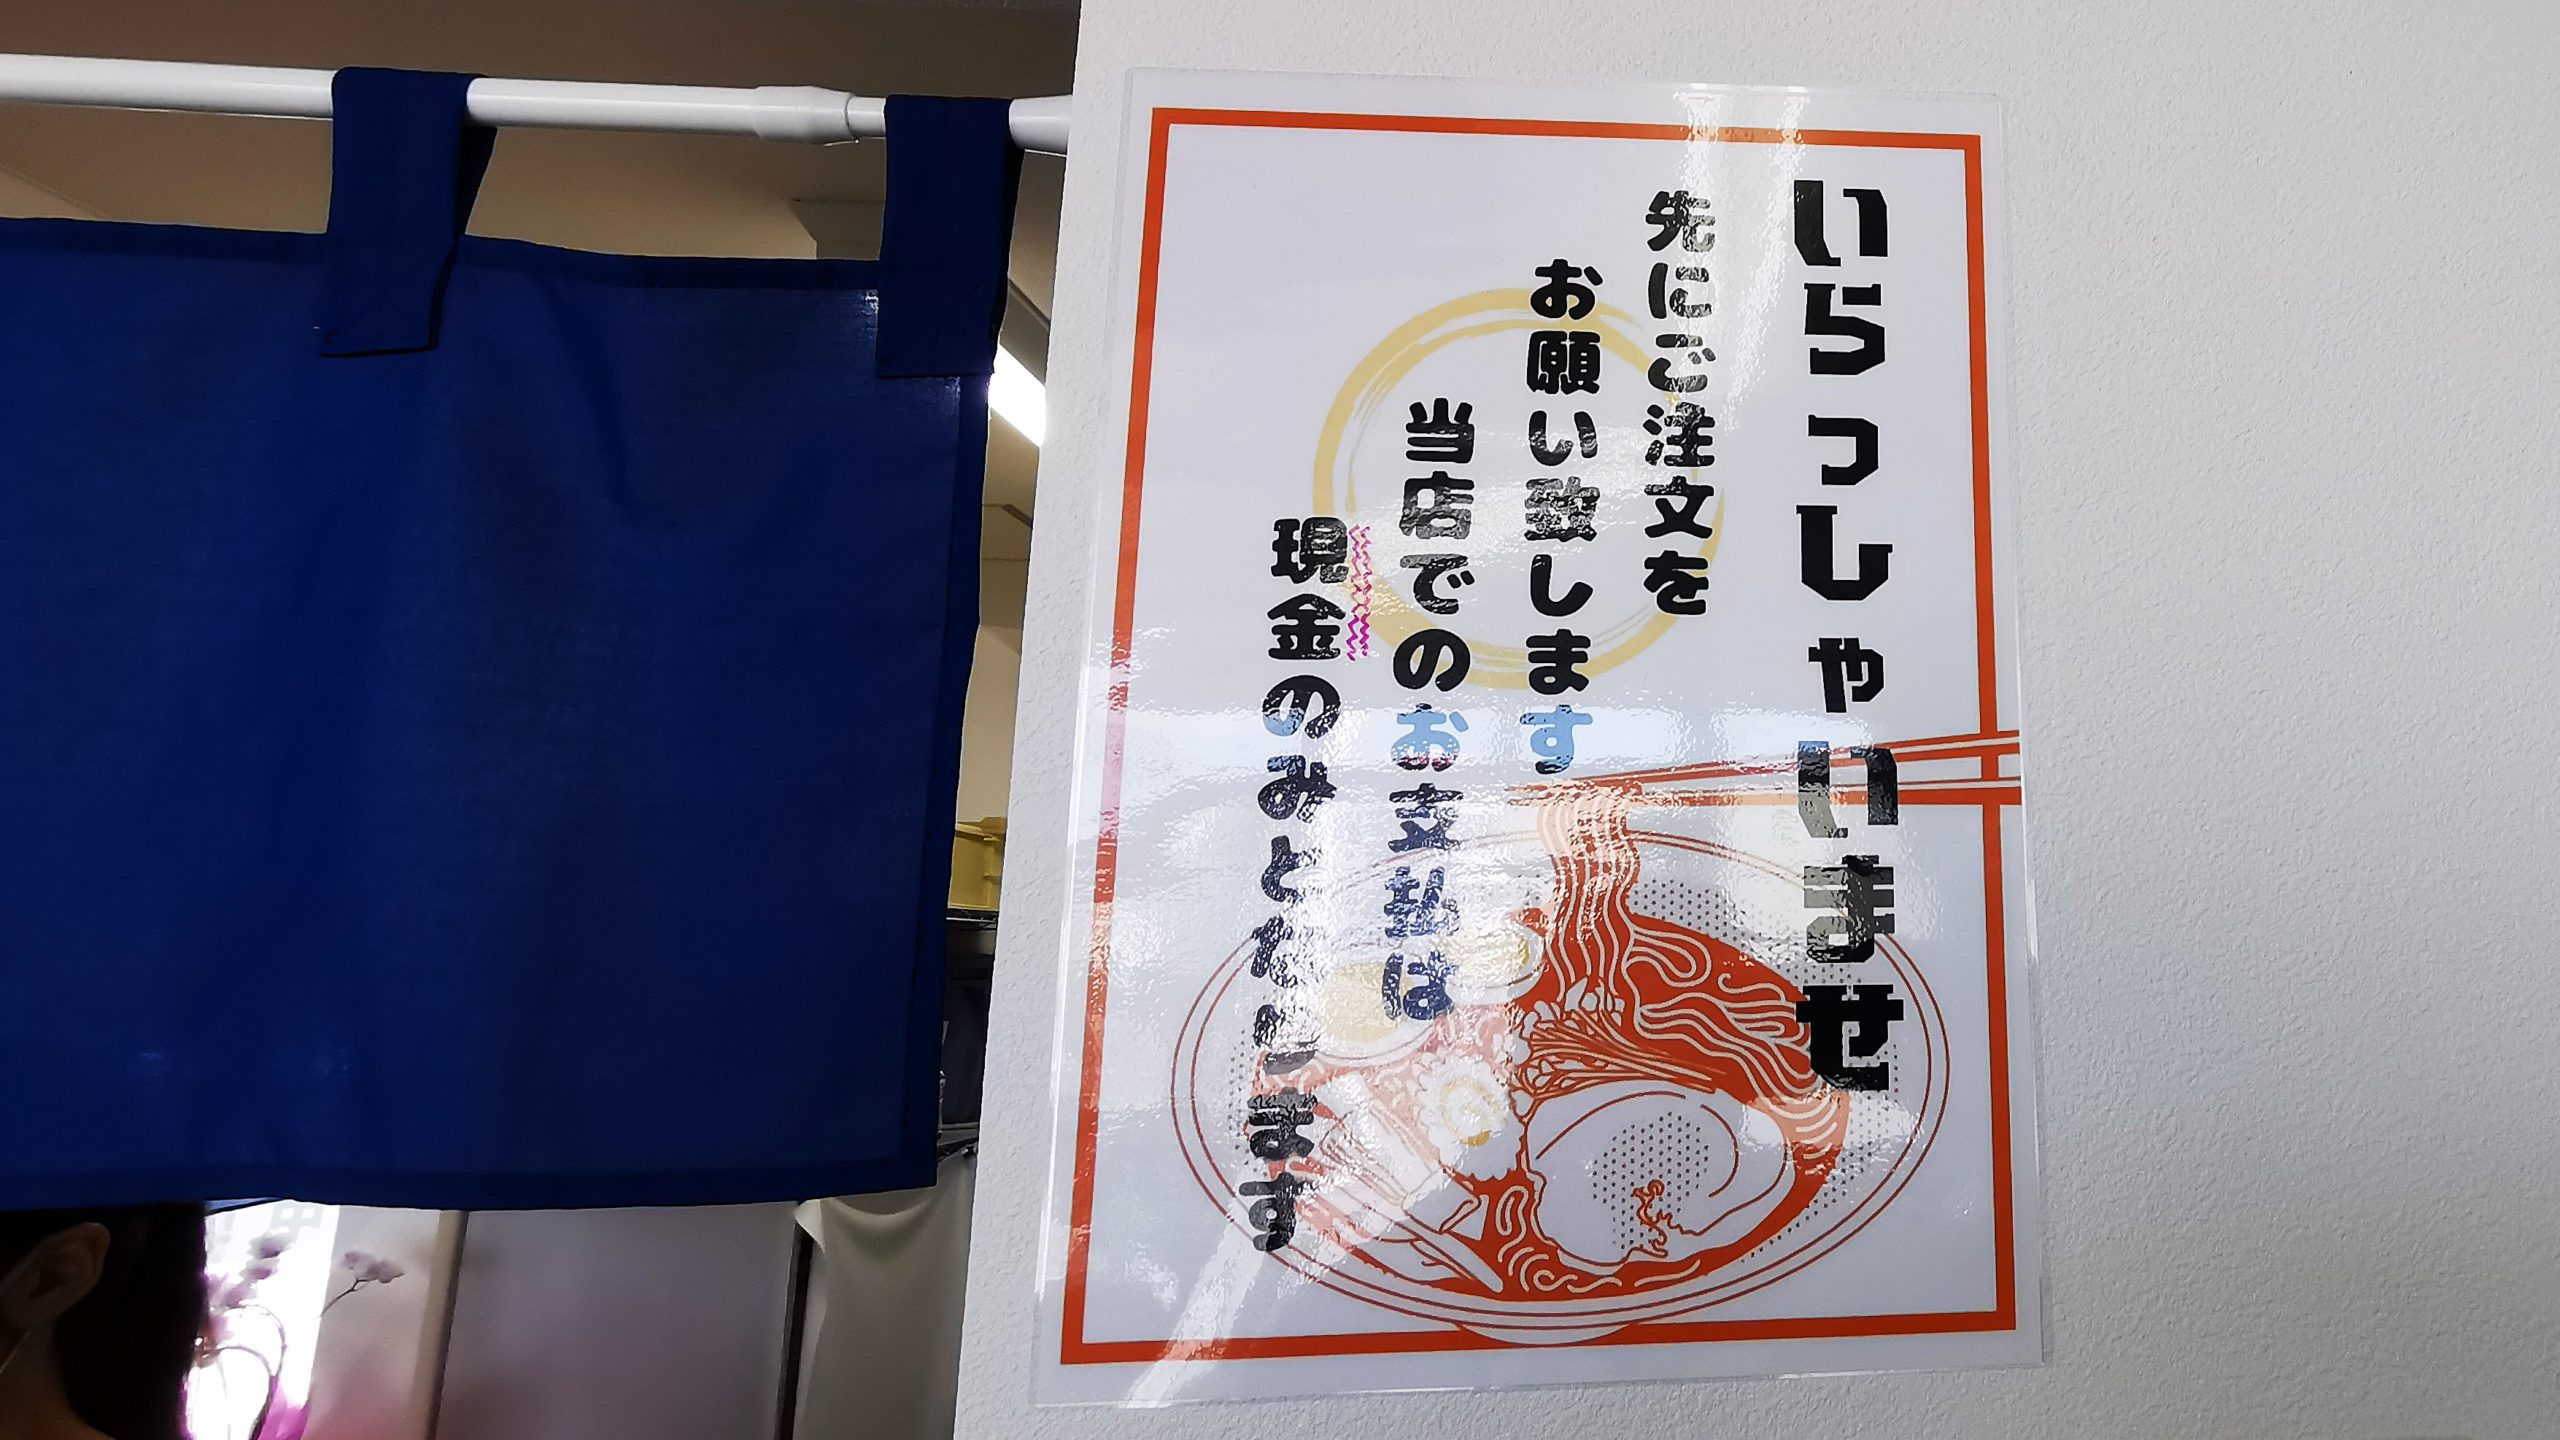 いらっしゃいませ
先にご注文を
お願い致します
当店でのお支払は
現金のみとなります